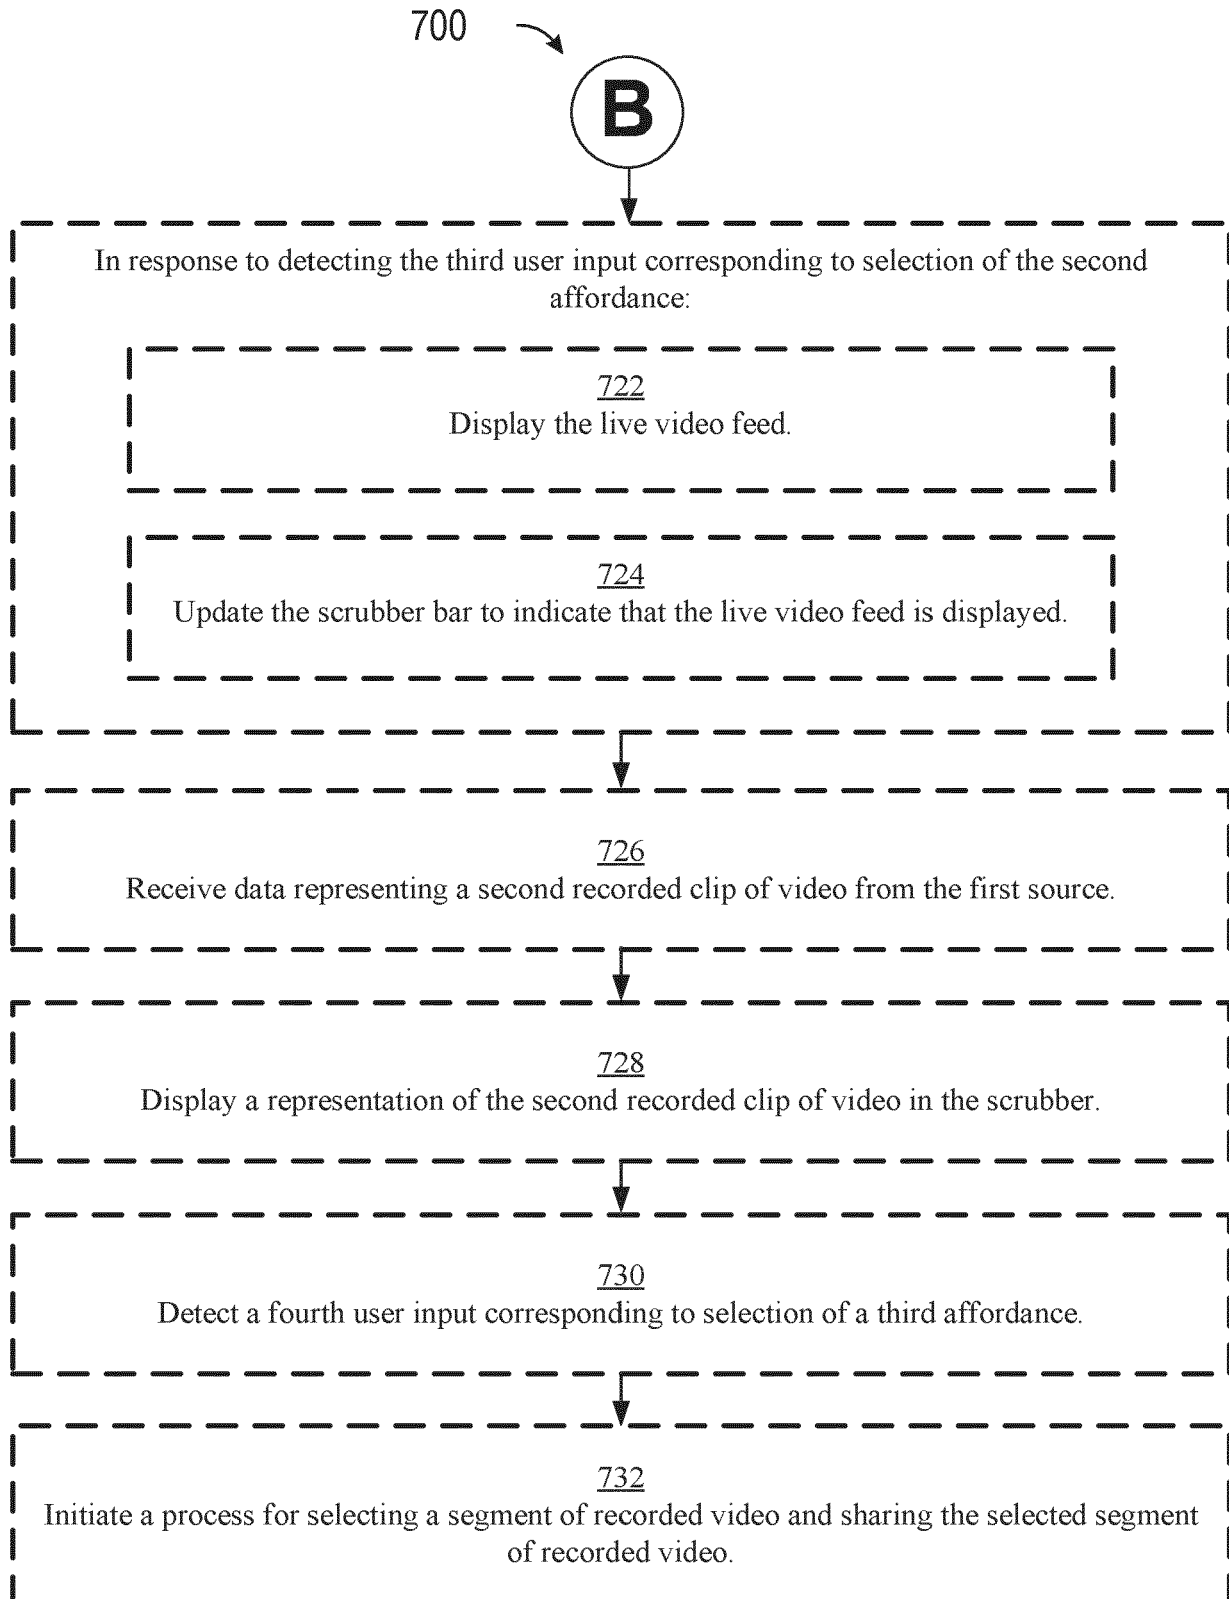 700
B
In response to detecting the third user input corresponding to selection of the second
affordance:
722
Display the live video feed.
724
Update the scrubber bar to indicate that the live video feed is displayed.
726
Receive data representing a second recorded clip of video from the first source.
728
Display a representation of the second recorded clip of video in the scrubber.
730
Detect a fourth user input corresponding to selection of a third affordance.
732
Initiate a process for selecting a segment of recorded video and sharing the selected segment
of recorded video.